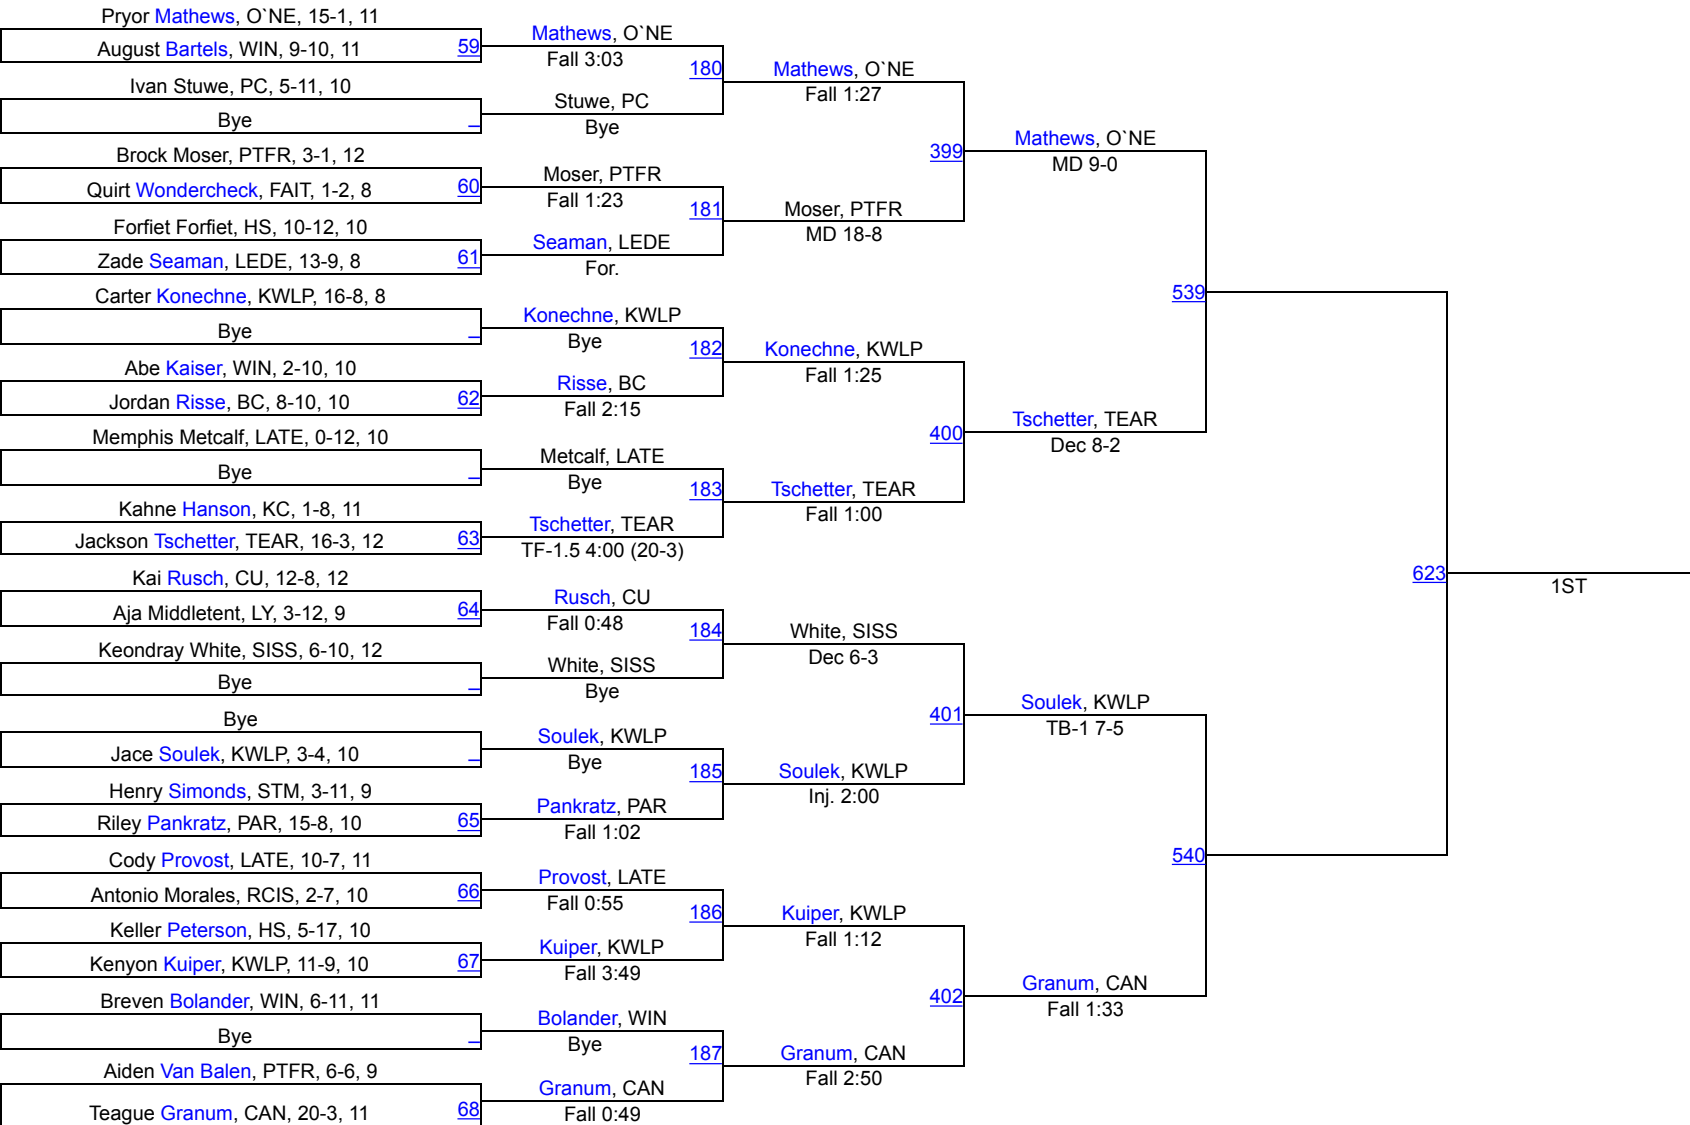 Pryor Mathews, O`NE, 15-1, 11
August Bartels, WIN, 9-10, 11
59
Ivan Stuwe, PC, 5-11, 10
Bye
Brock Moser, PTFR, 3-1, 12
Quirt Wondercheck, FAIT, 1-2, 8
60
Forfiet Forfiet, HS, 10-12, 10
Zade Seaman, LEDE, 13-9, 8
61
Carter Konechne, KWLP, 16-8, 8
Bye
Abe Kaiser, WIN, 2-10, 10
Jordan Risse, BC, 8-10, 10
62
Memphis Metcalf, LATE, 0-12, 10
Bye
Kahne Hanson, KC, 1-8, 11
Jackson Tschetter, TEAR, 16-3, 12
63
Kai Rusch, CU, 12-8, 12
Aja Middletent, LY, 3-12, 9
64
Keondray White, SISS, 6-10, 12
Bye
Bye
Jace Soulek, KWLP, 3-4, 10
Henry Simonds, STM, 3-11, 9
Riley Pankratz, PAR, 15-8, 10
65
Cody Provost, LATE, 10-7, 11
Antonio Morales, RCIS, 2-7, 10
66
Keller Peterson, HS, 5-17, 10
Kenyon Kuiper, KWLP, 11-9, 10
67
Breven Bolander, WIN, 6-11, 11
Bye
Aiden Van Balen, PTFR, 6-6, 9
Teague Granum, CAN, 20-3, 11
68
Mathews, O`NE
Fall 3:03
180
Stuwe, PC
Bye
Moser, PTFR
Fall 1:23
181
Seaman, LEDE
For.
Konechne, KWLP
Bye
182
Risse, BC
Fall 2:15
Metcalf, LATE
Bye
183
Tschetter, TEAR
TF-1.5 4:00 (20-3)
Rusch, CU
Fall 0:48
184
White, SISS
Bye
Soulek, KWLP
Bye
185
Pankratz, PAR
Fall 1:02
Provost, LATE
Fall 0:55
186
Kuiper, KWLP
Fall 3:49
Bolander, WIN
Bye
187
Granum, CAN
Fall 0:49
Mathews, O`NE
Fall 1:27
399
Moser, PTFR
MD 18-8
Konechne, KWLP
Fall 1:25
400
Tschetter, TEAR
Fall 1:00
White, SISS
Dec 6-3
401
Soulek, KWLP
Inj. 2:00
Kuiper, KWLP
Fall 1:12
402
Granum, CAN
Fall 2:50
Mathews, O`NE
MD 9-0
539
Tschetter, TEAR
Dec 8-2
Soulek, KWLP
TB-1 7-5
540
Granum, CAN
Fall 1:33
623
1ST